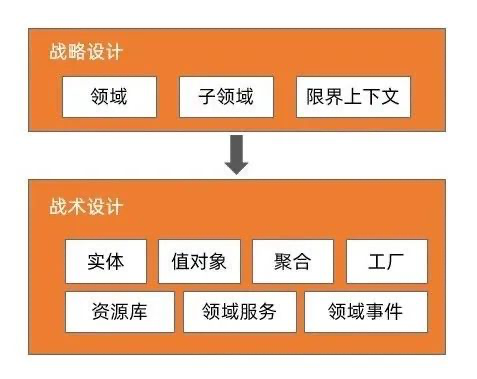 战略设计
领域 子领域 限界上下文
战术设计
实体 值对象 聚合 工厂
资源库 领域服务 领域事件